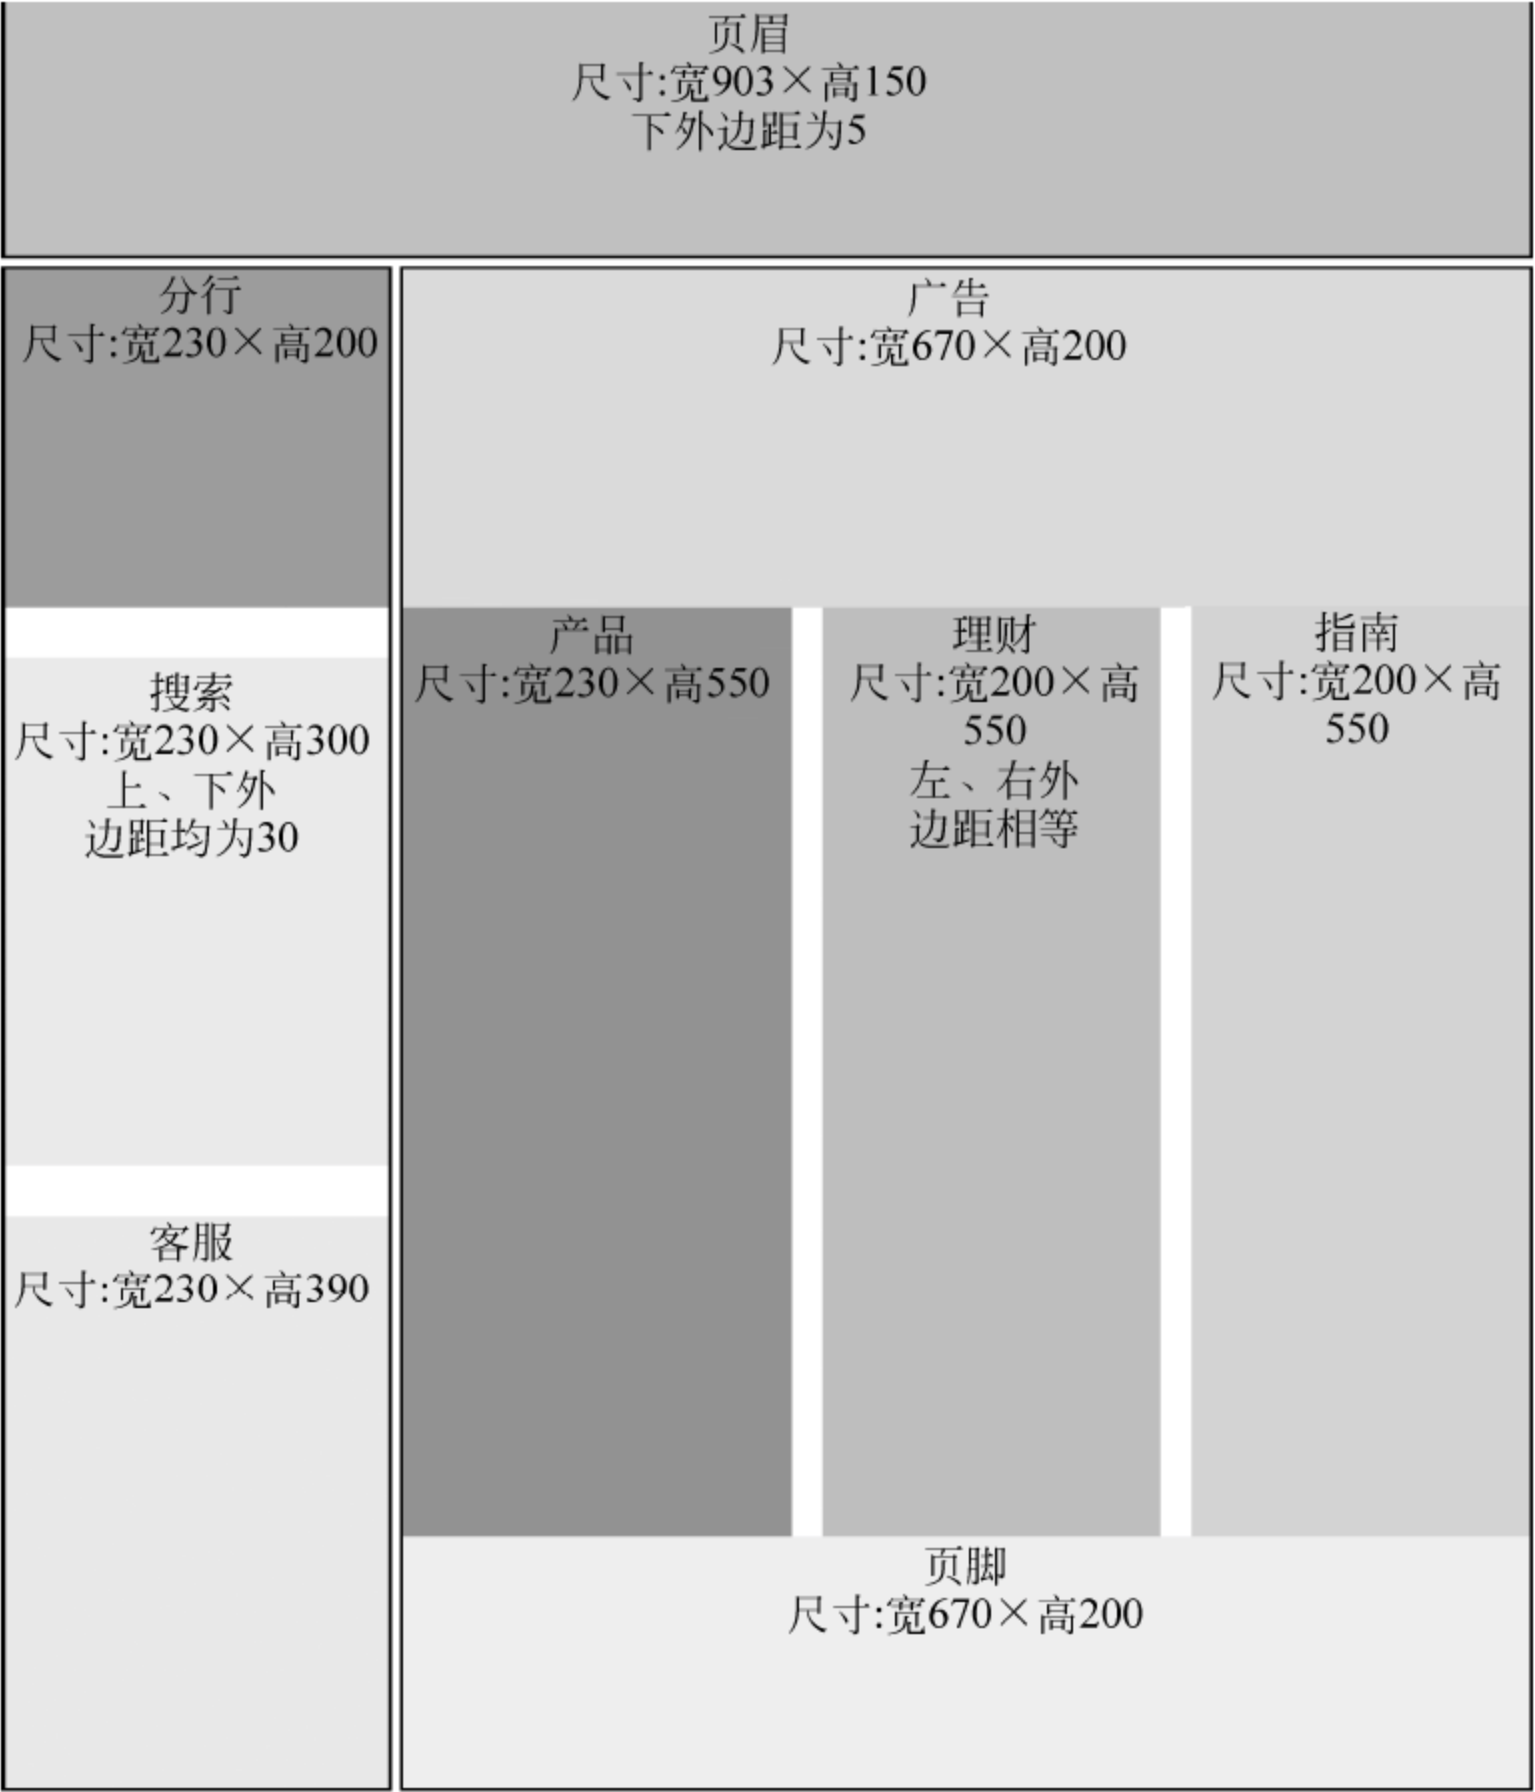 页眉
尺寸:宽903×高150
下外边距为5
分行
尺寸:宽230×高200
广告
尺寸:宽670×高200
搜索
尺寸:宽230×高300
上、下外
边距均为30
客服
尺寸:宽230×高390
产品
尺寸:宽230×高550
理财
尺寸:宽200×高
550
左、右外
边距相等
指南
尺寸:宽200×高
550
页脚
尺寸:宽670×高200